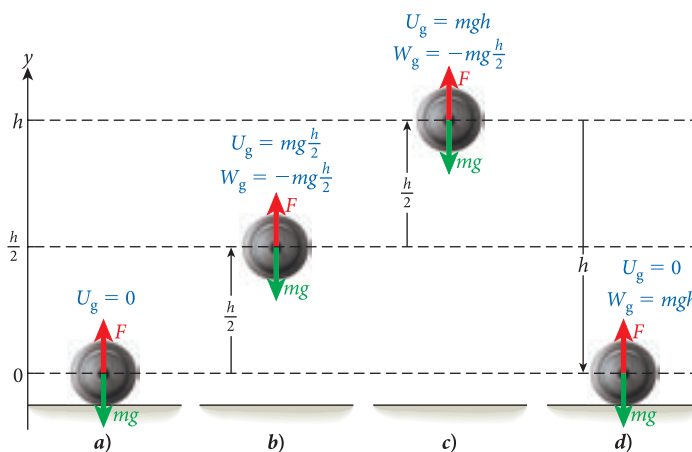 U_g = mgh
W_g = −mg h/2
y
F
h
mg
U_g = mg h/2
W_g = −mg h/2
h/2
F
h/2
h
U_g = 0
mg
h/2
U_g = 0
W_g = mgh
F
F
0
mg
mg
a)
b)
c)
d)